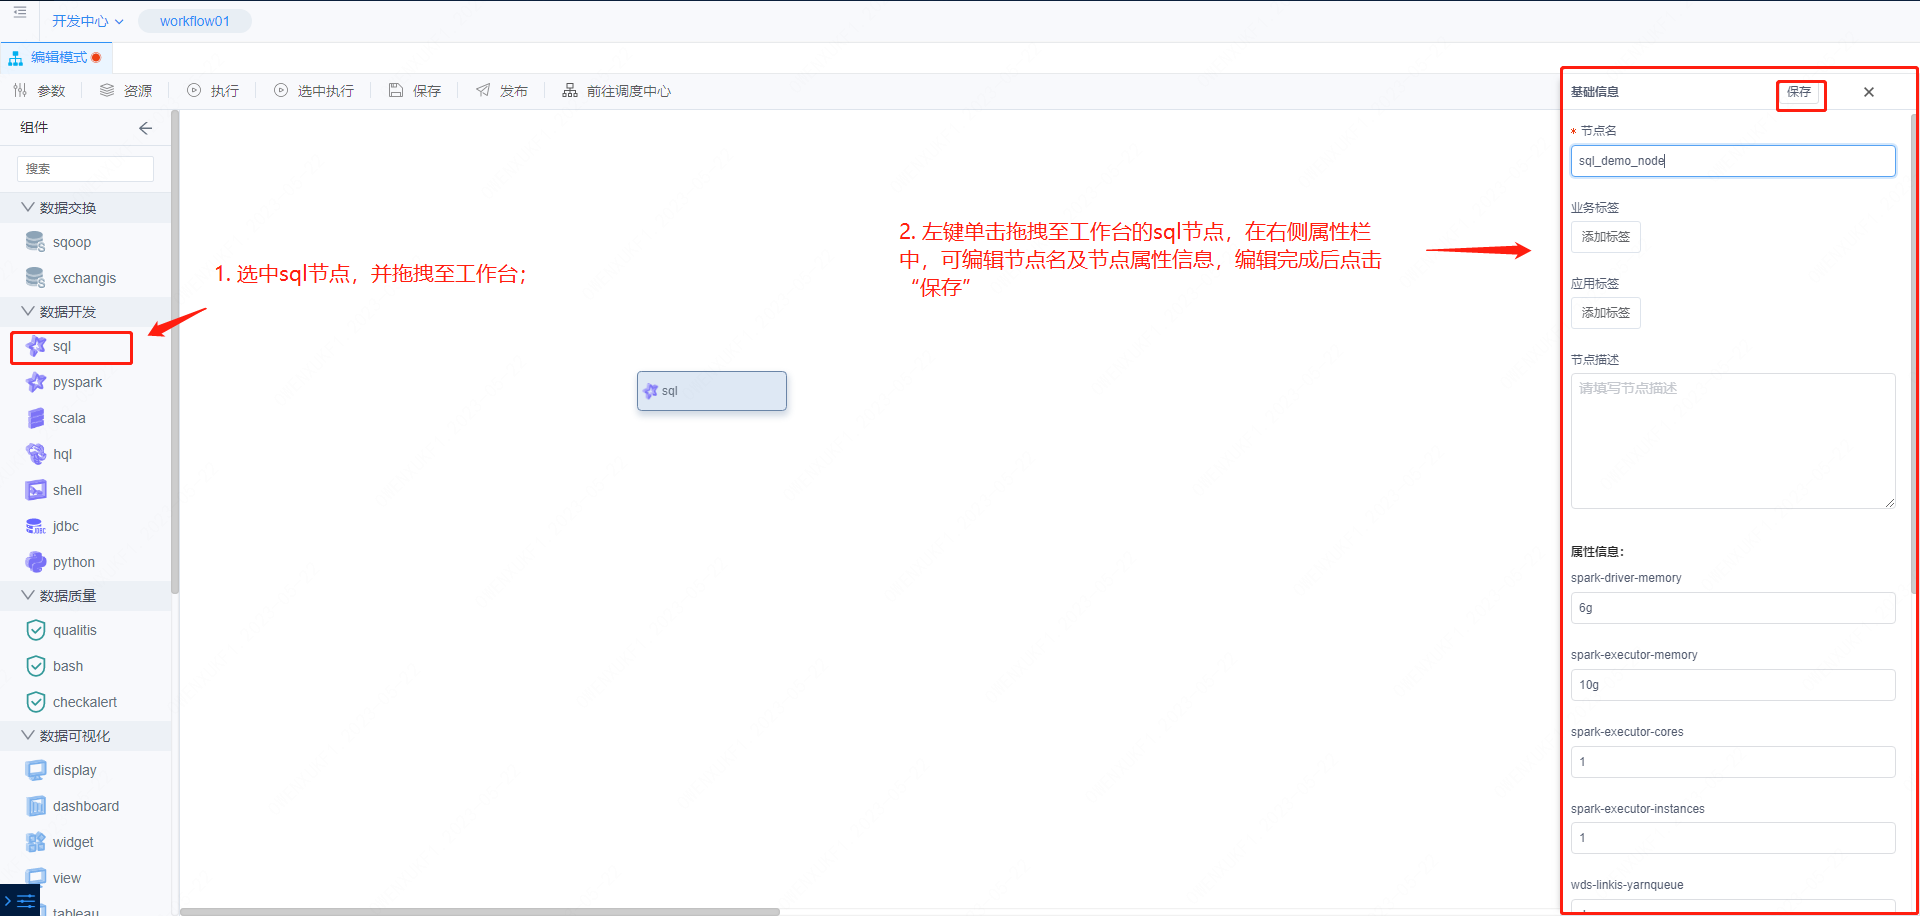 开发中心
workflow01
编辑模式
参数
资源
执行
选中执行
保存
发布
前往调度中心
组件
搜索
数据交换
sqoop
exchangis
数据开发
sql
pyspark
scala
hql
shell
jdbc
python
数据质量
qualitis
bash
checkalert
数据可视化
display
dashboard
widget
view
tableau
1. 选中sql节点，并拖拽至工作台；
sql
2. 左键单击拖拽至工作台的sql节点，在右侧属性栏
中，可编辑节点名及节点属性信息，编辑完成后点击
“保存”
基础信息
保存
* 节点名
sql_demo_node
业务标签
添加标签
应用标签
添加标签
节点描述
请填写节点描述
属性信息：
spark-driver-memory
6g
spark-executor-memory
10g
spark-executor-cores
1
spark-executor-instances
1
wds-linkis-yarnqueue